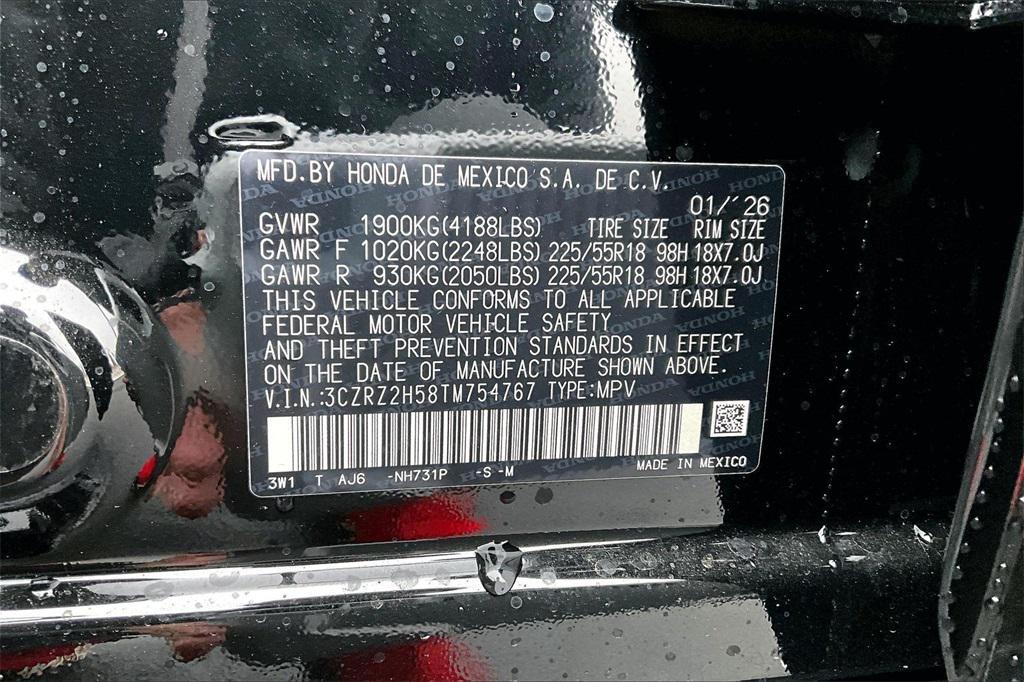 MFD.BY HONDA DE MEXICO S.A. DE C.V.
01/'26
GVWR 1900KG(4188LBS) TIRE SIZE RIM SIZE
GAWR F 1020KG(2248LBS) 225/55R18 98H 18X7.0J
GAWR R 930KG(2050LBS) 225/55R18 98H 18X7.0J
THIS VEHICLE CONFORMS TO ALL APPLICABLE
FEDERAL MOTOR VEHICLE SAFETY
AND THEFT PREVENTION STANDARDS IN EFFECT
ON THE DATE OF MANUFACTURE SHOWN ABOVE.
V.I.N.:3CZRZ2H58TM754767 TYPE:MPV
MADE IN MEXICO
3W1 T AJ6 -NH731P -S -M